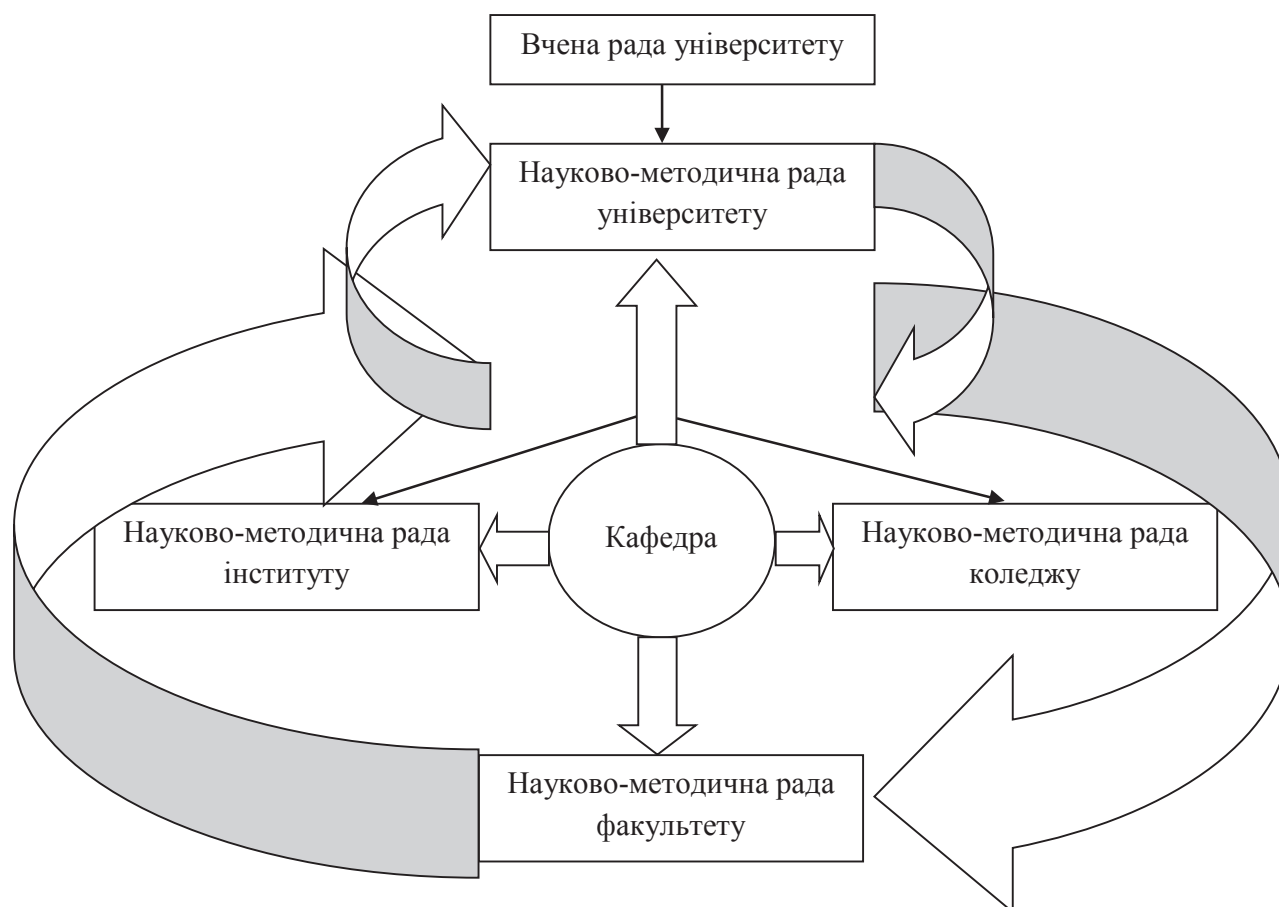 Вчена рада університету
Науково-методична рада
університету
Науково-методична рада
інституту
Кафедра
Науково-методична рада
коледжу
Науково-методична рада
факультету